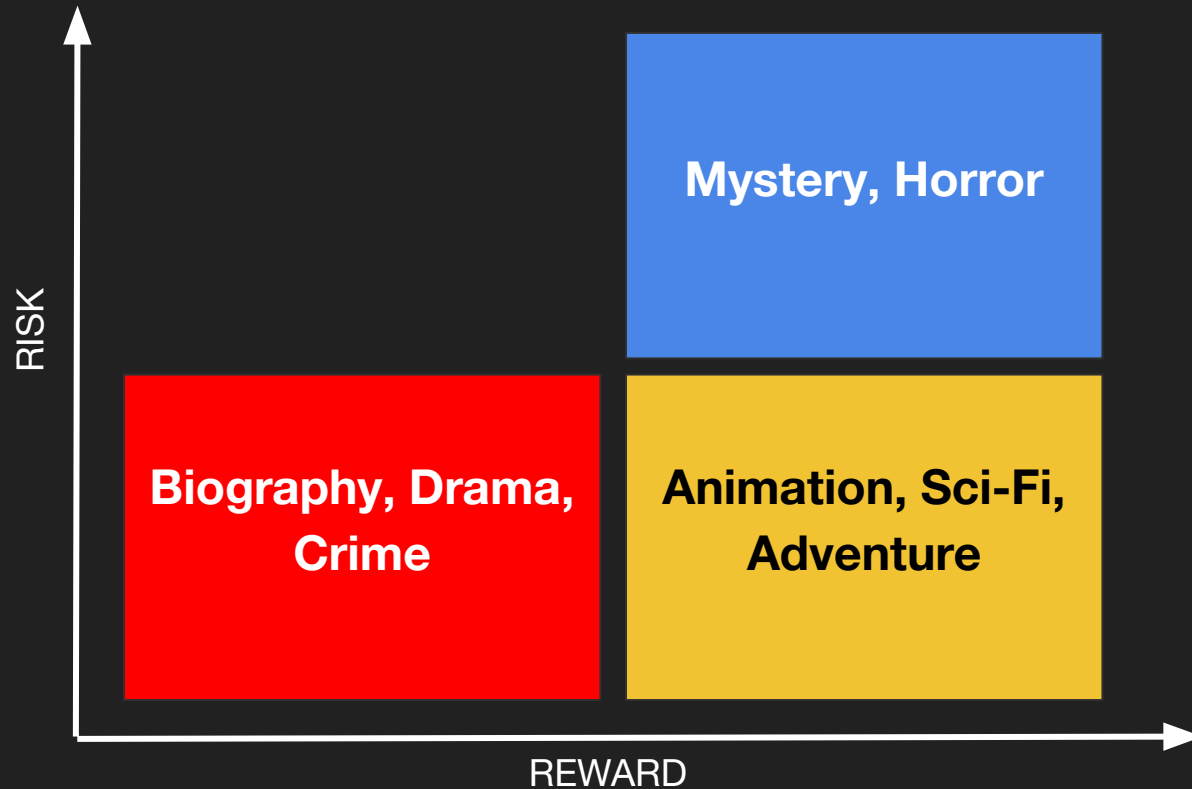 Mystery, Horror
RISK
Biography, Drama,
Crime
Animation, Sci-Fi,
Adventure
REWARD